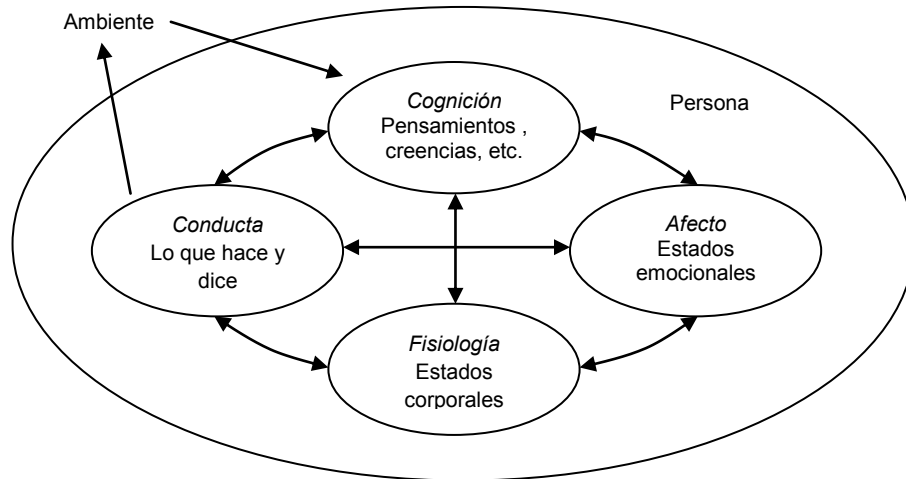 Ambiente
Cognición
Pensamientos ,
creencias, etc.
Persona
Conducta
Lo que hace y
dice
Afecto
Estados
emocionales
Fisiología
Estados
corporales